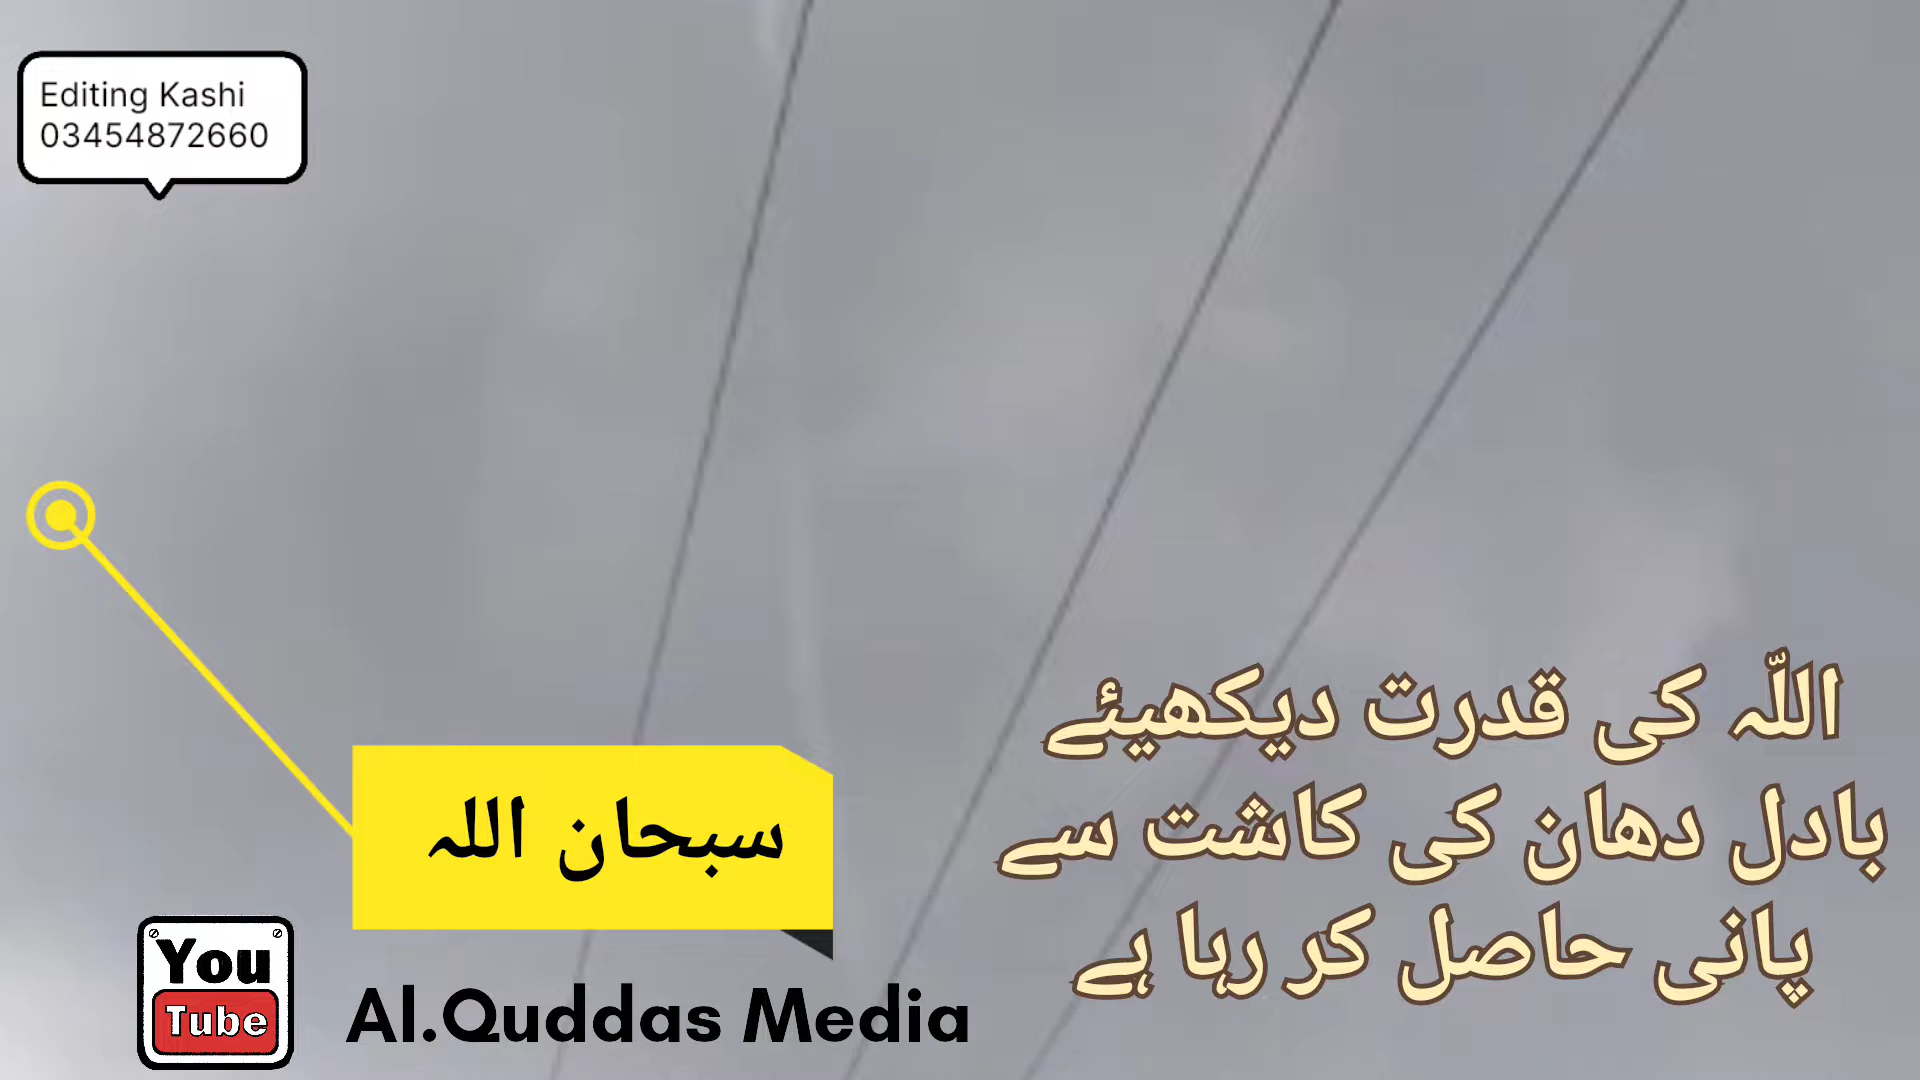 Editing Kashi
03454872660
سبحان اللہ
اللّٰہ کی قدرت دیکھیئے
بادل دھان کی کاشت سے
پانی حاصل کر رہا ہے
You
Tube
Al.Quddas Media